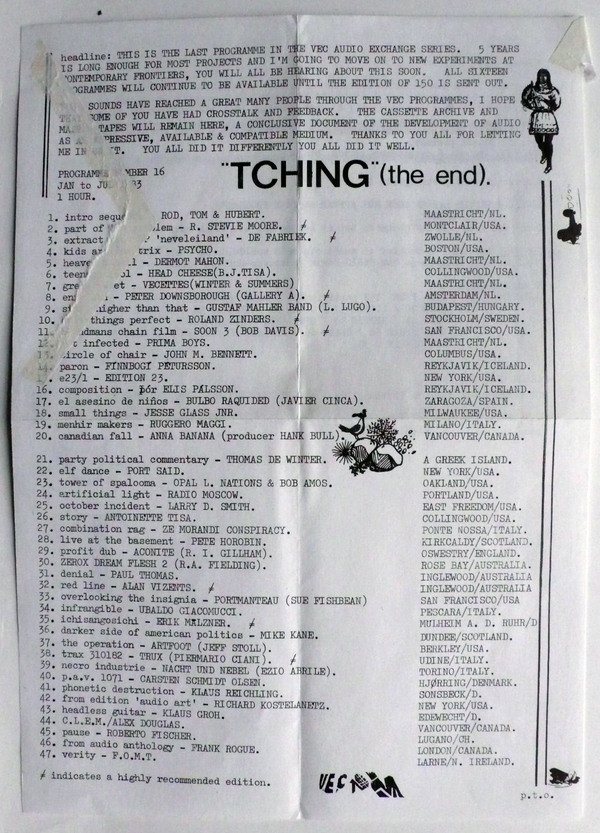 headline: THIS IS THE LAST PROGRAMME IN THE VEC AUDIO EXCHANGE SERIES. 5 YEARS
IS LONG ENOUGH FOR MOST PROJECTS AND I'M GOING TO MOVE ON TO NEW EXPERIMENTS AT
CONTEMPORARY FRONTIERS, YOU WILL ALL BE HEARING ABOUT THIS SOON. ALL SIXTEEN
PROGRAMMES WILL CONTINUE TO BE AVAILABLE UNTIL THE EDITION OF 150 IS SENT OUT.
SOUNDS HAVE REACHED A GREAT MANY PEOPLE THROUGH THE VEC PROGRAMMES, I HOPE
SOME OF YOU HAVE HAD CROSSTALK AND FEEDBACK. THE CASSETTE ARCHIVE AND
TAPES WILL REMAIN HERE, A CONCLUSIVE DOCUMENT OF THE DEVELOPMENT OF AUDIO
AS PRESSIVE, AVAILABLE & COMPATIBLE MEDIUM. THANKS TO YOU ALL FOR LETTING
ME IN. YOU ALL DID IT DIFFERENTLY YOU ALL DID IT WELL.
PROGRAMME NUMBER 16
JAN to 83
1 HOUR.
"TCHING" (the end).
1. intro sequ ROD, TOM & HUBERT. MAASTRICHT/NL.
2. part of - R. STEVIE MOORE. ≠ MONTCLAIR/USA.
3. extract 'neveleiland' - DE FABRIEK. ≠ ZWOLLE/NL.
4. kids trix - PSYCHO. BOSTON/USA.
5. heave - DERMOT MAHON. MAASTRICHT/NL.
6. teen ol - HEAD CHEESE(B.J.TISA). COLLINGWOOD/USA.
7. gre et - VECETTES(WINTER & SUMMERS) MAASTRICHT/NL.
8. en - PETER DOWNSBOROUGH (GALLERY A). ≠ AMSTERDAM/NL.
9. higher than that - GUSTAF MAHLER BAND (L. LUGO). BUDAPEST/HUNGARY.
10. things perfect - ROLAND ZINDERS. ≠ STOCKHOLM/SWEDEN.
11. dmans chain film - SOON 3 (BOB DAVIS). ≠ SAN FRANCISCO/USA.
12. infected - PRIMA BOYS. MAASTRICHT/NL.
13. circle of chair - JOHN M. BENNETT. COLUMBUS/USA.
14. paron - FINNBOGI PETURSSON. REYKJAVIK/ICELAND.
15. e23/1 - EDITION 23. NEW YORK/USA.
16. composition - þór ELIS PÁLSSON. REYKJAVIK/ICELAND.
17. el asesino de niños - BULBO RAQUIDED (JAVIER CINCA). ZARAGOZA/SPAIN.
18. small things - JESSE GLASS JNR. MILWAUKEE/USA.
19. menhir makers - RUGGERO MAGGI. MILANO/ITALY.
20. canadian fall - ANNA BANANA (producer HANK BULL). VANCOUVER/CANADA.
21. party political commentary - THOMAS DE WINTER. A GREEK ISLAND.
22. elf dance - PORT SAID. NEW YORK/USA.
23. tower of spalooma - OPAL L. NATIONS & BOB AMOS. OAKLAND/USA.
24. artificial light - RADIO MOSCOW. PORTLAND/USA.
25. october incident - LARRY D. SMITH. EAST FREEDOM/USA.
26. story - ANTOINETTE TISA. COLLINGWOOD/USA.
27. combination rag - ZE MORANDI CONSPIRACY. PONTE NOSSA/ITALY.
28. live at the basement - PETE HOROBIN. KIRKCALDY/SCOTLAND.
29. profit dub - ACONITE (R. I. GILLHAM). OSWESTRY/ENGLAND.
30. ZEROX DREAM FLESH 2 (R.A. FIELDING). ROSE BAY/AUSTRALIA.
31. denial - PAUL THOMAS. INGLEWOOD/AUSTRALIA
32. red line - ALAN VIZENTS. ≠ INGLEWOOD/AUSTRALIA
33. overlooking the insignia - PORTMANTEAU (SUE FISHBEAN) SAN FRANCISCO/USA
34. infrangible - UBALDO GIACOMUCCI. PESCARA/ITALY.
35. ichisangosichi - ERIK MÄLZNER. ≠ MULHEIM A. D. RUHR/D
36. darker side of american politics - MIKE KANE. DUNDEE/SCOTLAND.
37. the operation - ARTFOOT (JEFF STOLL). BERKLEY/USA.
38. trax 310182 - TRUX (PIERMARIO CIANI). ≠ UDINE/ITALY.
39. necro industrie - NACHT UND NEBEL (EZIO ABRILE). TORINO/ITALY.
40. p.a.v. 1071 - CARSTEN SCHMIDT OLSEN. HJØRRING/DENMARK.
41. phonetic destruction - KLAUS REICHLING. SONSBECK/D.
42. from edition 'audio art' - RICHARD KOSTELANETZ. NEW YORK/USA.
43. headless guitar - KLAUS GROH. EDEWECHT/D.
44. C.L.E.M./ALEX DOUGLAS. VANCOUVER/CANADA.
45. pause - ROBERTO FISCHER. LUGANO/CH.
46. from audio anthology - FRANK ROGUE. LONDON/CANADA.
47. verity - F.O.M.T. LARNE/N. IRELAND.
≠ indicates a highly recommended edition.
VEC
p.t.o.